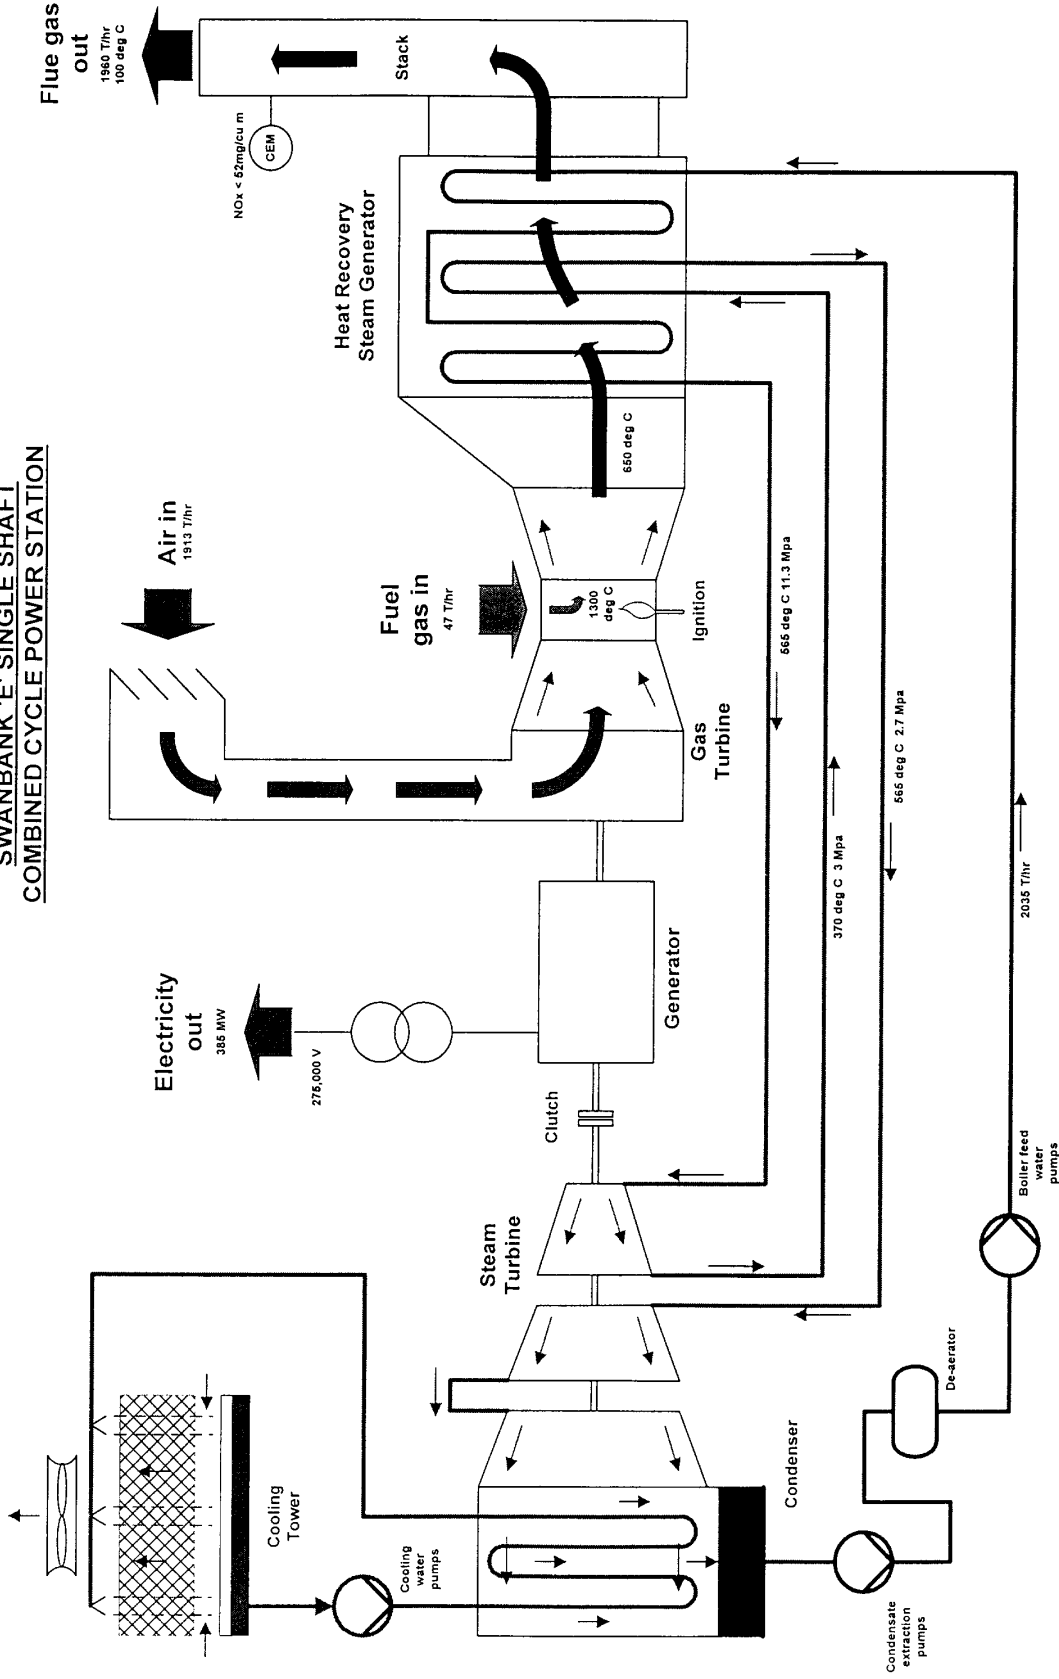 SWANBANK 'E' SINGLE SHAFT
COMBINED CYCLE POWER STATION
Flue gas
out
1960 T/hr
100 deg C
Stack
CEM
NOx < 52mg/cu m
Heat Recovery
Steam Generator
Air in
1913 T/hr
Fuel
gas in
47 T/hr
1300
deg C
650 deg C
Ignition
Gas
Turbine
Electricity
out
385 MW
275,000 V
Generator
Clutch
Steam
Turbine
565 deg C 11.3 Mpa
370 deg C 3 Mpa
565 deg C 2.7 Mpa
2035 T/hr
Cooling
Tower
Cooling
water
pumps
Condenser
Condensate
extraction
pumps
De-aerator
Boiler feed
water
pumps